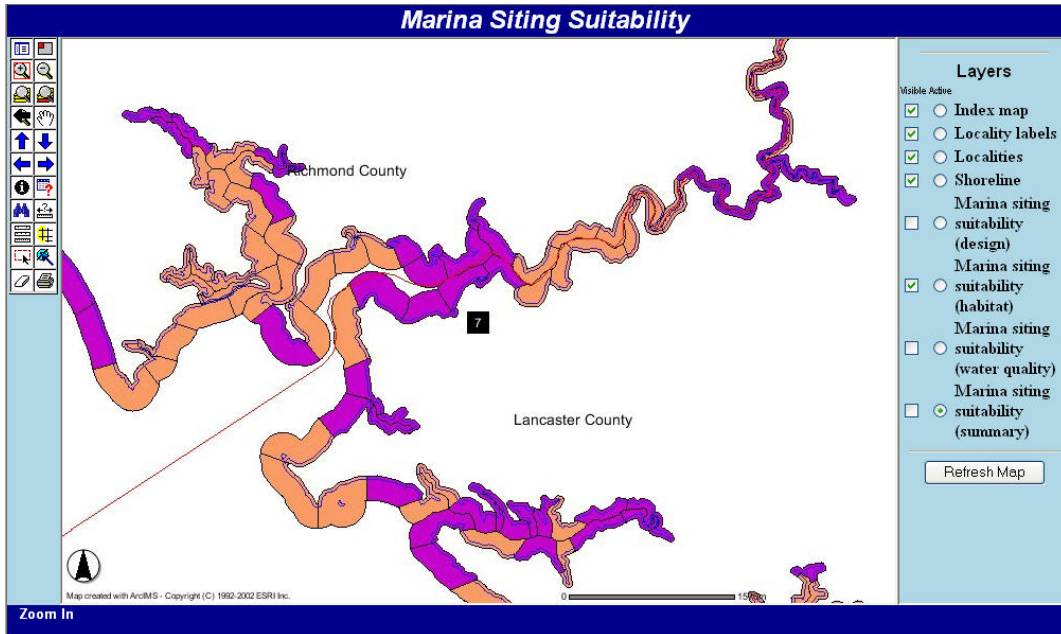 Marina Siting Suitability
Richmond County
7
Lancaster County
Map created with ArcIMS - Copyright (C) 1992-2002 ESRI Inc.
0
Layers
Visible Active
Index map
Locality labels
Localities
Shoreline
Marina siting
suitability
(design)
Marina siting
suitability
(habitat)
Marina siting
suitability
(water quality)
Marina siting
suitability
(summary)
Refresh Map
Zoom In